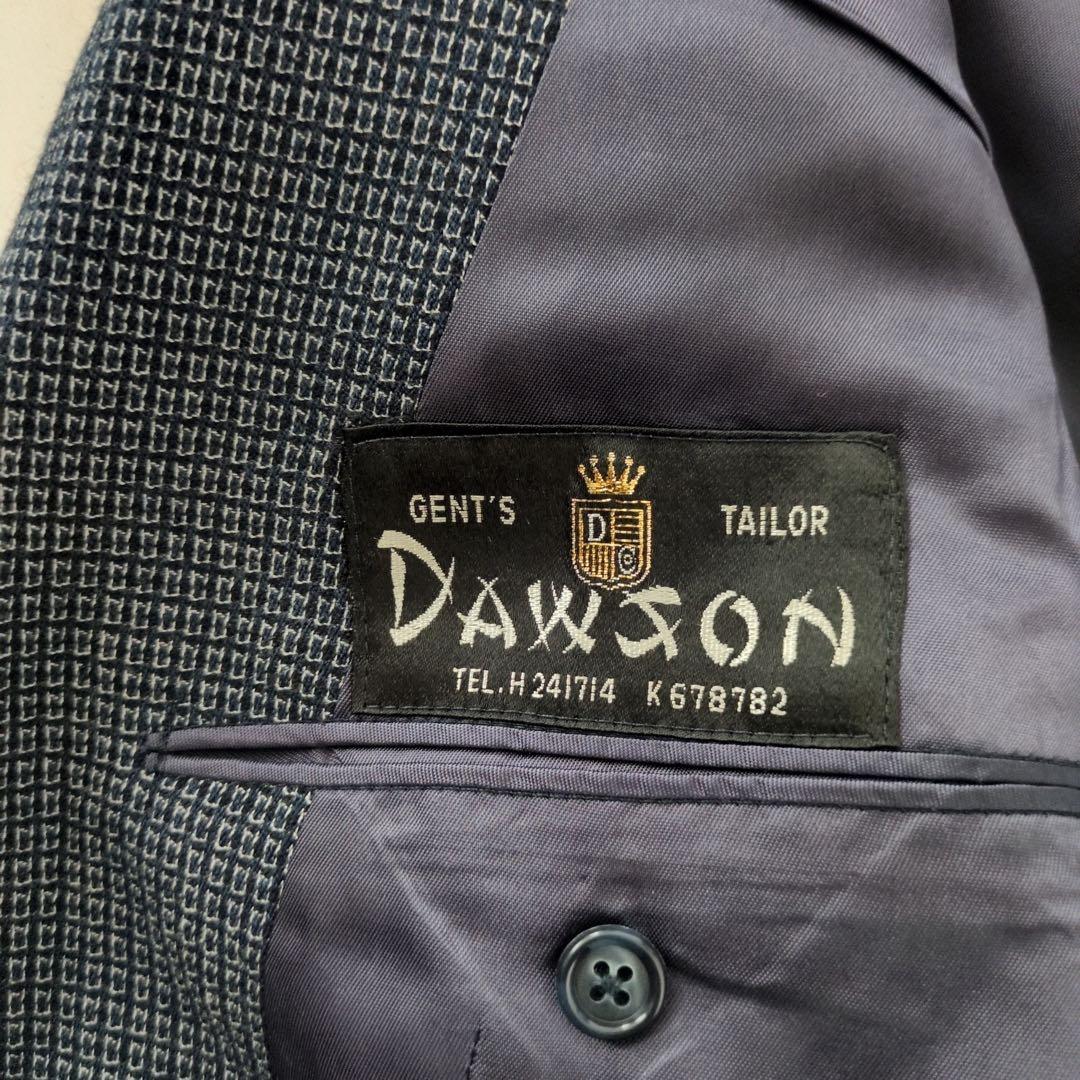 GENT'S TAILOR
D
C
DAWSON
TEL. H 241714 K 678782